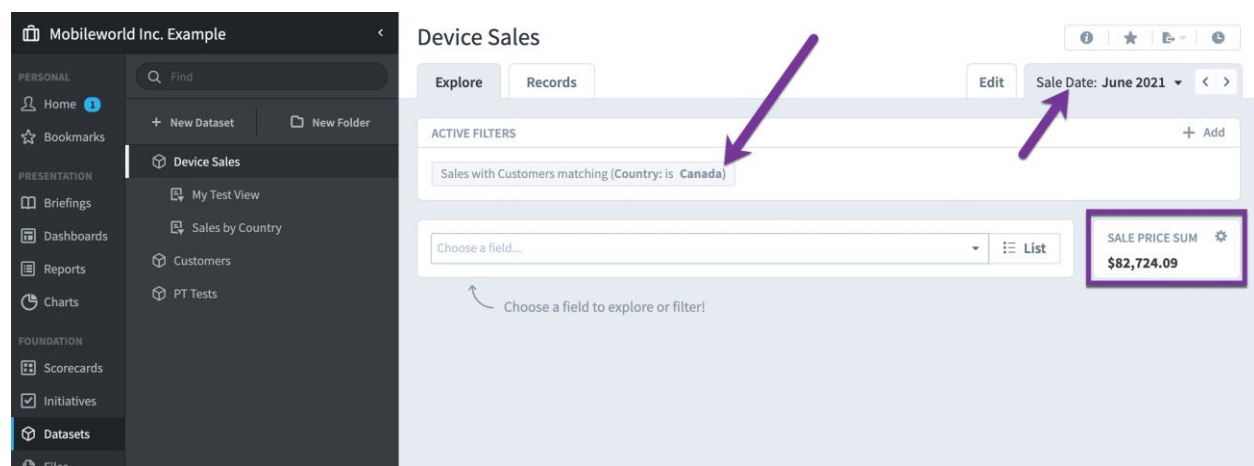 Mobileworld Inc. Example
PERSONAL
Home 1
Bookmarks
PRESENTATION
Briefings
Dashboards
Reports
Charts
FOUNDATION
Scorecards
Initiatives
Datasets
Files
Find
+ New Dataset
New Folder
Device Sales
My Test View
Sales by Country
Customers
PT Tests
Device Sales
Explore
Records
Edit
Sale Date: June 2021
ACTIVE FILTERS
+ Add
Sales with Customers matching (Country: is Canada)
Choose a field...
List
SALE PRICE SUM
$82,724.09
Choose a field to explore or filter!